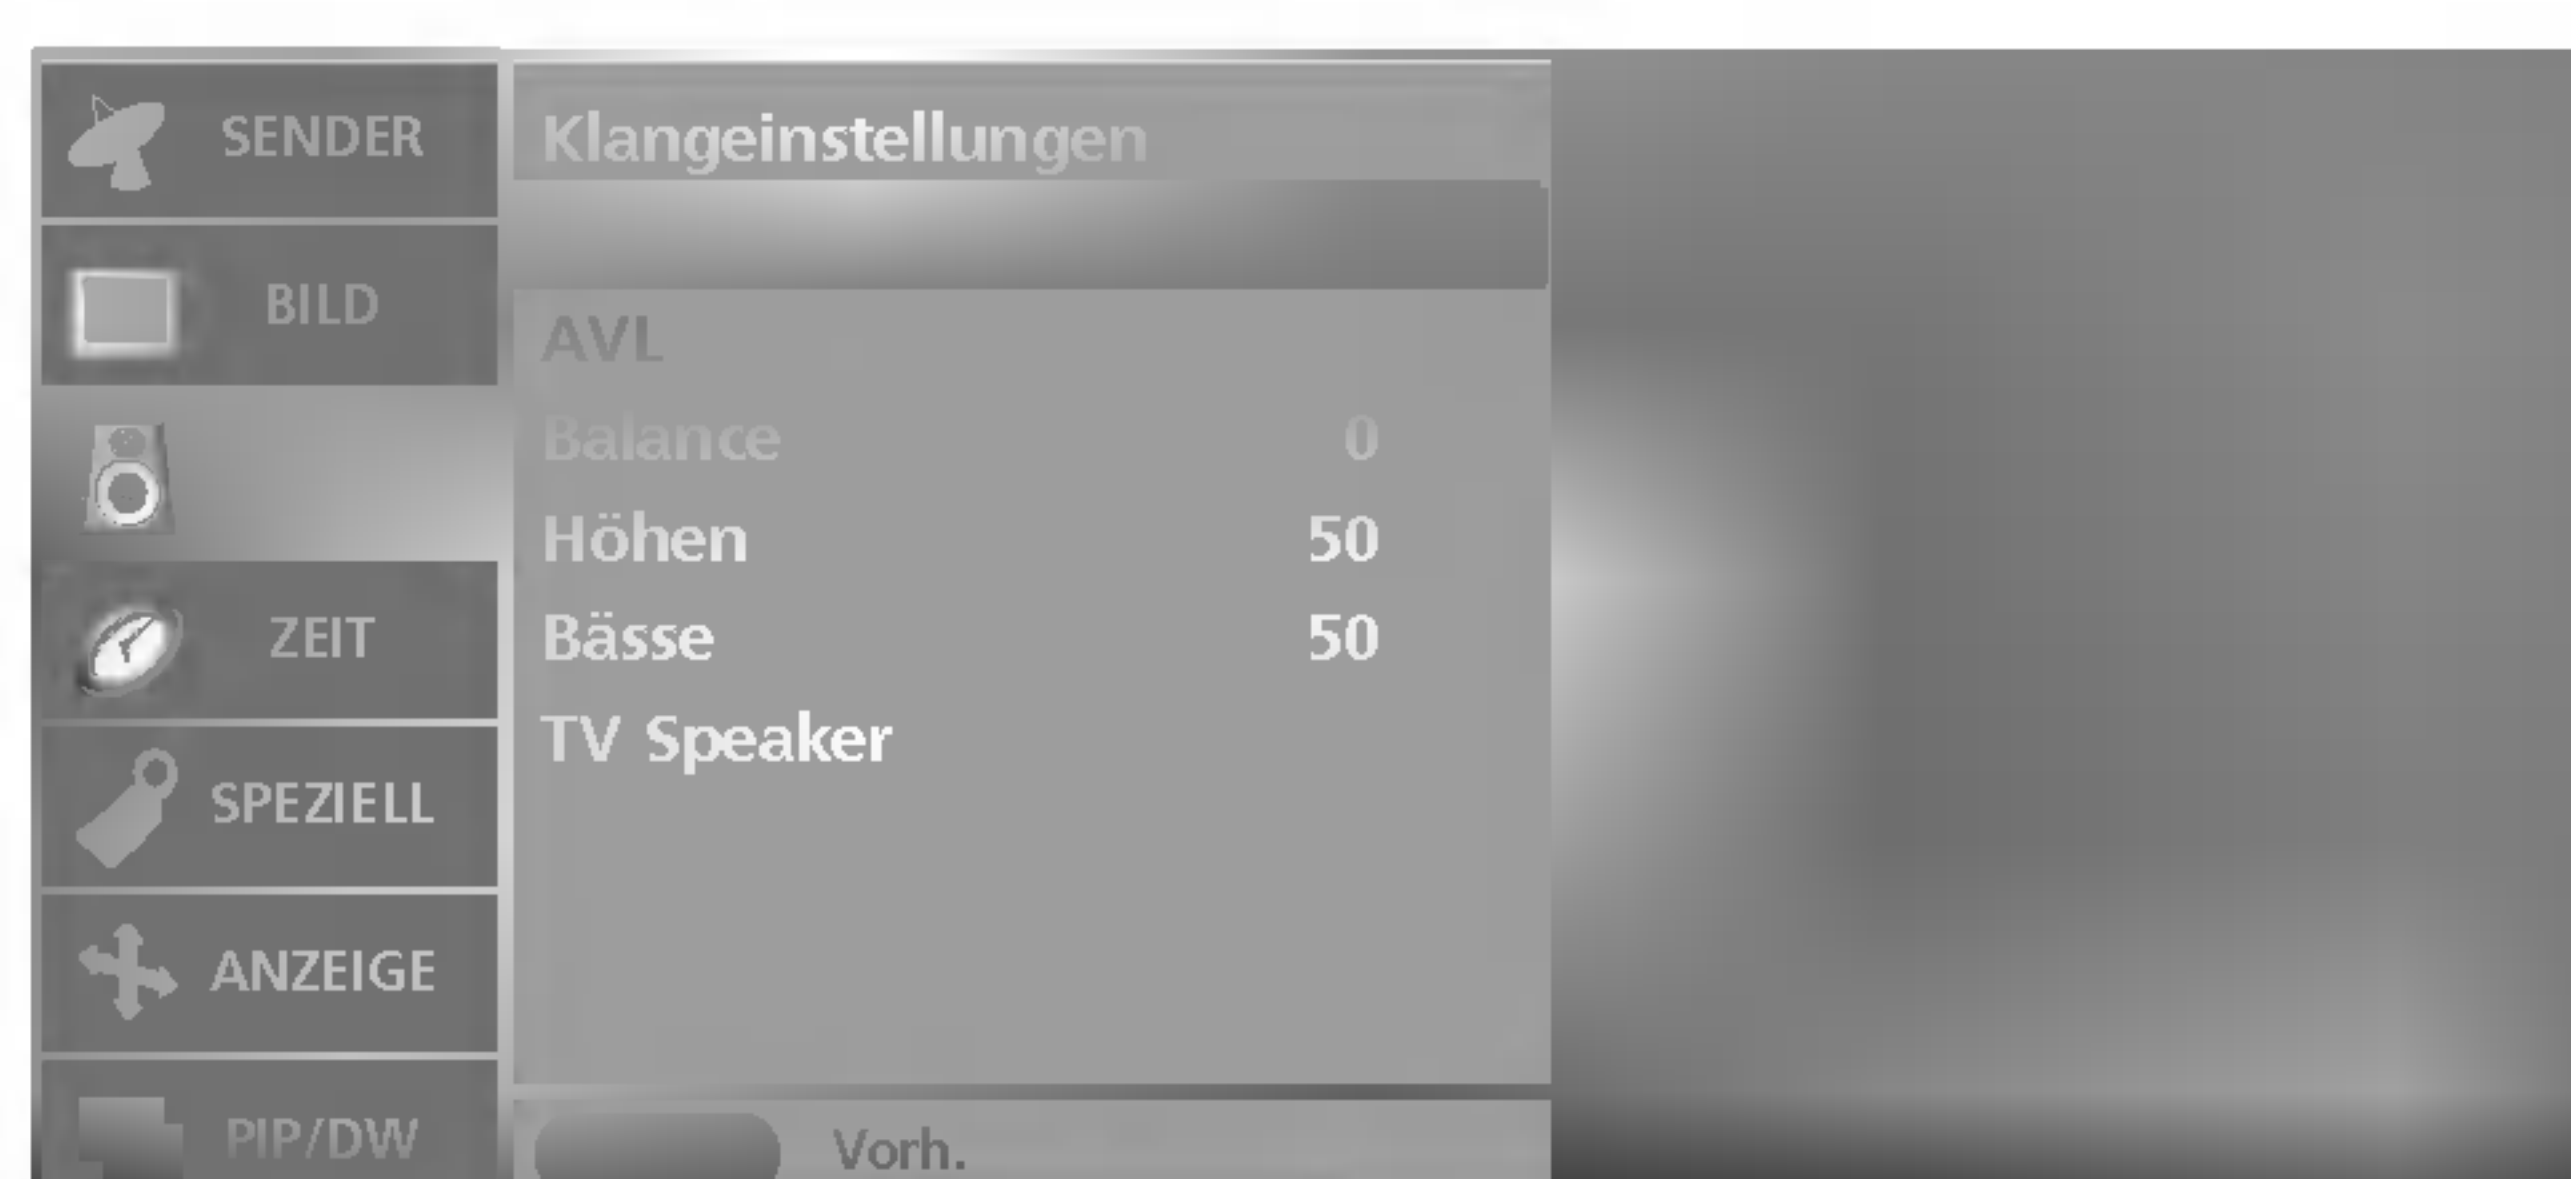 SENDER
BILD
ZEIT
SPEZIELL
ANZEIGE
PIP/DW
Klangeinstellungen
AVL
Balance 0
Höhen 50
Bässe 50
TV Speaker
Vorh.